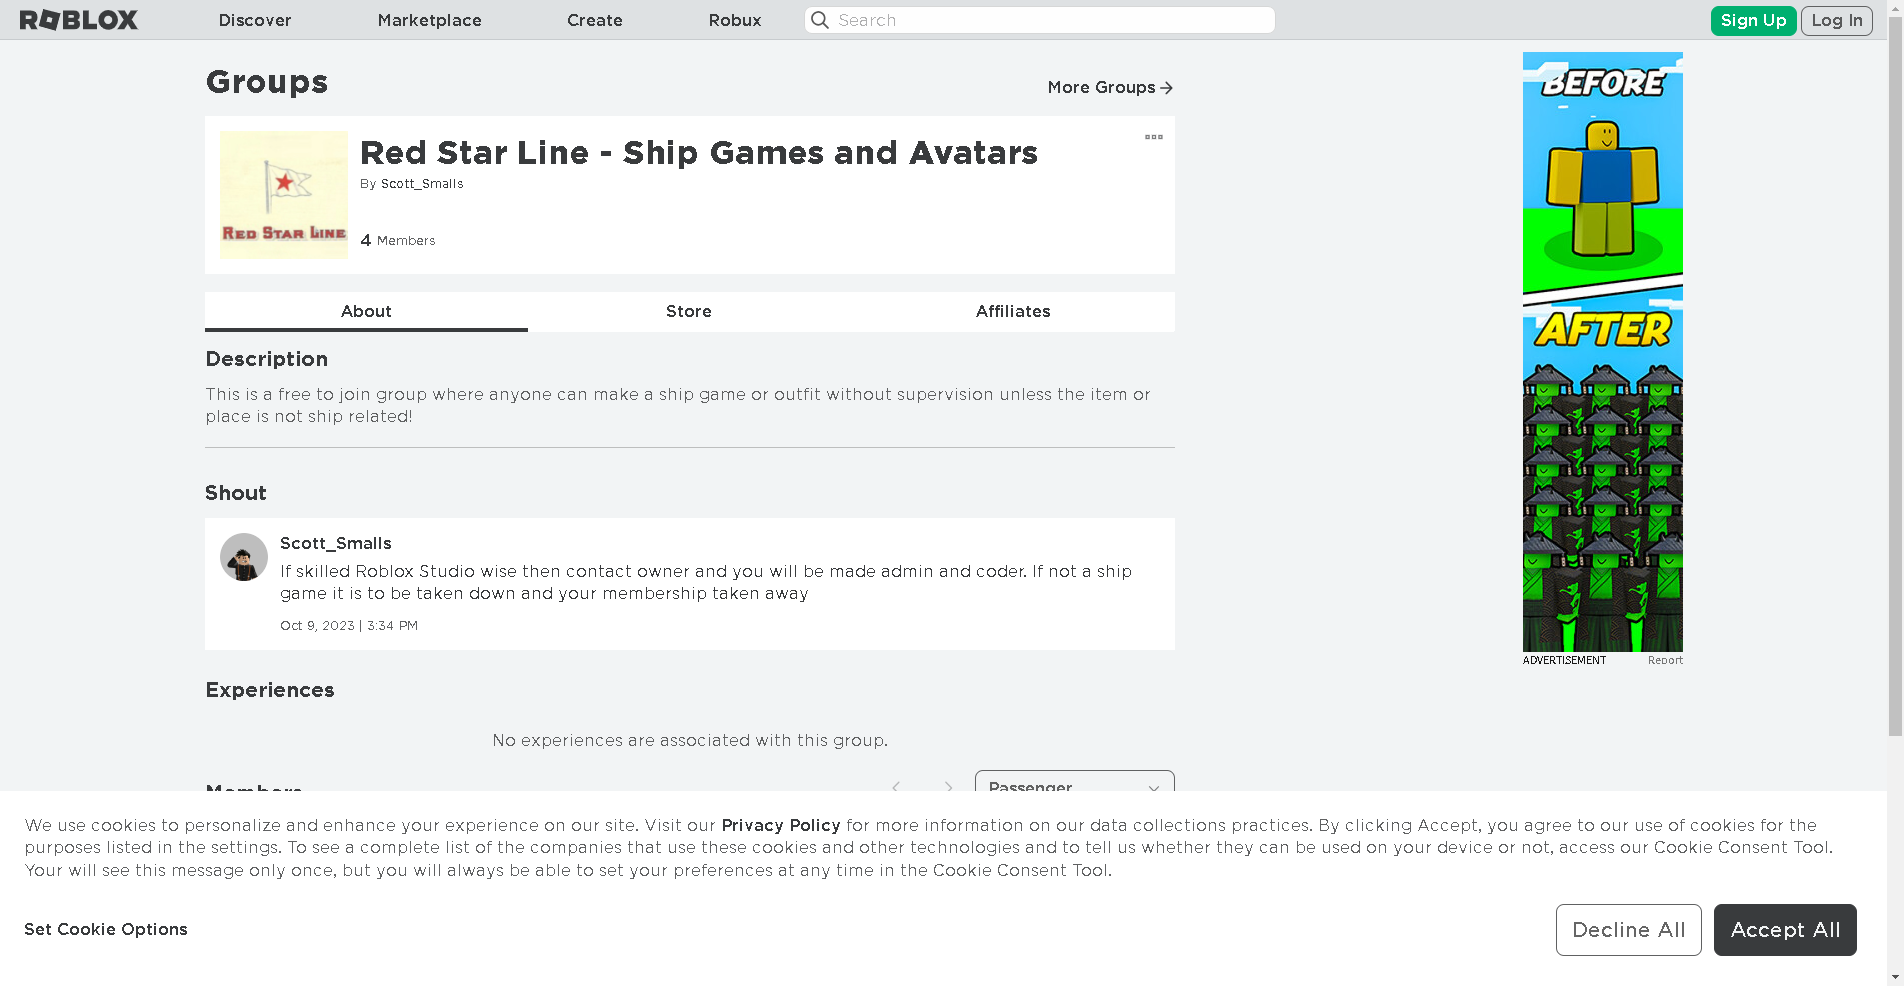 ROBLOX
Discover
Marketplace
Create
Robux
Search
Sign Up
Log In
Groups
More Groups
RED STAR LINE
Red Star Line - Ship Games and Avatars
By Scott_Smalls
4 Members
About
Store
Affiliates
Description
This is a free to join group where anyone can make a ship game or outfit without supervision unless the item or
place is not ship related!
Shout
Scott_Smalls
If skilled Roblox Studio wise then contact owner and you will be made admin and coder. If not a ship
game it is to be taken down and your membership taken away
Oct 9, 2023 | 3:34 PM
Experiences
No experiences are associated with this group.
Members
Passenger
BEFORE
AFTER
ADVERTISEMENT
Report
We use cookies to personalize and enhance your experience on our site. Visit our Privacy Policy for more information on our data collections practices. By clicking Accept, you agree to our use of cookies for the
purposes listed in the settings. To see a complete list of the companies that use these cookies and other technologies and to tell us whether they can be used on your device or not, access our Cookie Consent Tool.
Your will see this message only once, but you will always be able to set your preferences at any time in the Cookie Consent Tool.
Set Cookie Options
Decline All
Accept All